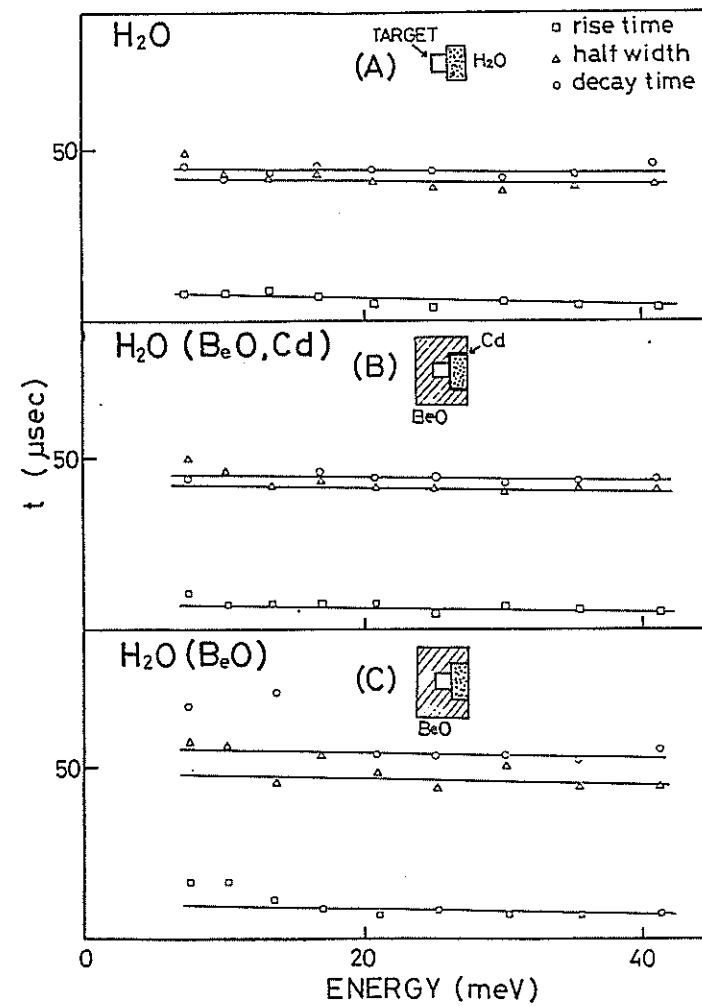 H₂O
(A)
TARGET
H₂O
□ rise time
△ half width
○ decay time
50
H₂O (BeO, Cd)
(B)
Cd
BeO
50
H₂O (BeO)
(C)
BeO
50
t (μsec)
0
20
40
ENERGY (meV)